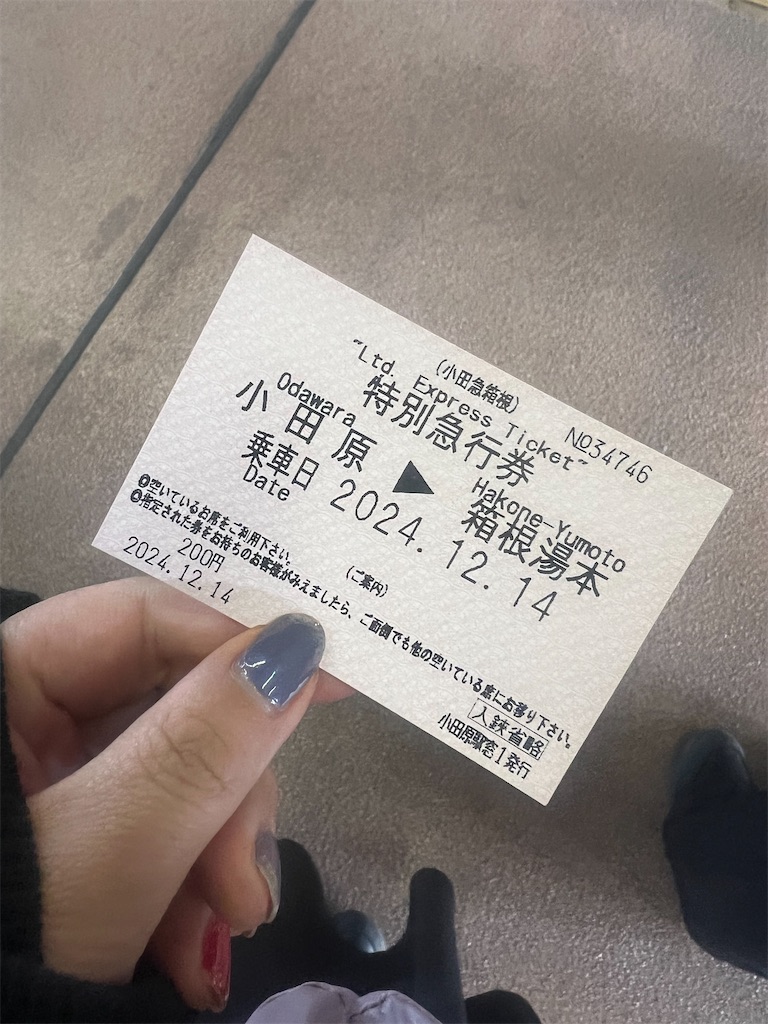 (小田急箱根)
№34746
"Ltd. Express Ticket"
特別急行券
Odawara
Hakone-Yumoto
小田原 ▶ 箱根湯本
乗車日 2024.12.14
Date
(ご案内)
❶空いているお席をご利用下さい。
❷指定された券をお持ちのお客様がみえましたら、ご面倒でも他の空いている席にお移り下さい。
200円
入鋏省略
2024.12.14
小田原駅窓1発行